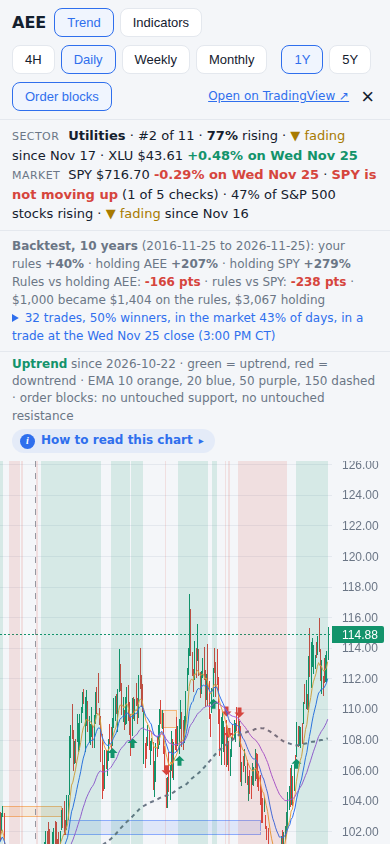 AEE Trend Indicators
4H Daily Weekly Monthly 1Y 5Y
Order blocks Open on TradingView ↗ ✕
SECTOR Utilities · #2 of 11 · 77% rising · ▼ fading
since Nov 17 · XLU $43.61 +0.48% on Wed Nov 25
MARKET SPY $716.70 -0.29% on Wed Nov 25 · SPY is
not moving up (1 of 5 checks) · 47% of S&P 500
stocks rising · ▼ fading since Nov 16
Backtest, 10 years (2016-11-25 to 2026-11-25): your
rules +40% · holding AEE +207% · holding SPY +279%
Rules vs holding AEE: -166 pts · rules vs SPY: -238 pts ·
$1,000 became $1404 on the rules, $3,067 holding
▶ 32 trades, 50% winners, in the market 43% of days, in a
trade at the Wed Nov 25 close (3:00 PM CT)
Uptrend since 2026-10-22 · green = uptrend, red =
downtrend · EMA 10 orange, 20 blue, 50 purple, 150 dashed
· order blocks: no untouched support, no untouched
resistance
i How to read this chart ▸
126.00
124.00
122.00
120.00
118.00
116.00
114.88
114.00
112.00
110.00
108.00
106.00
104.00
102.00